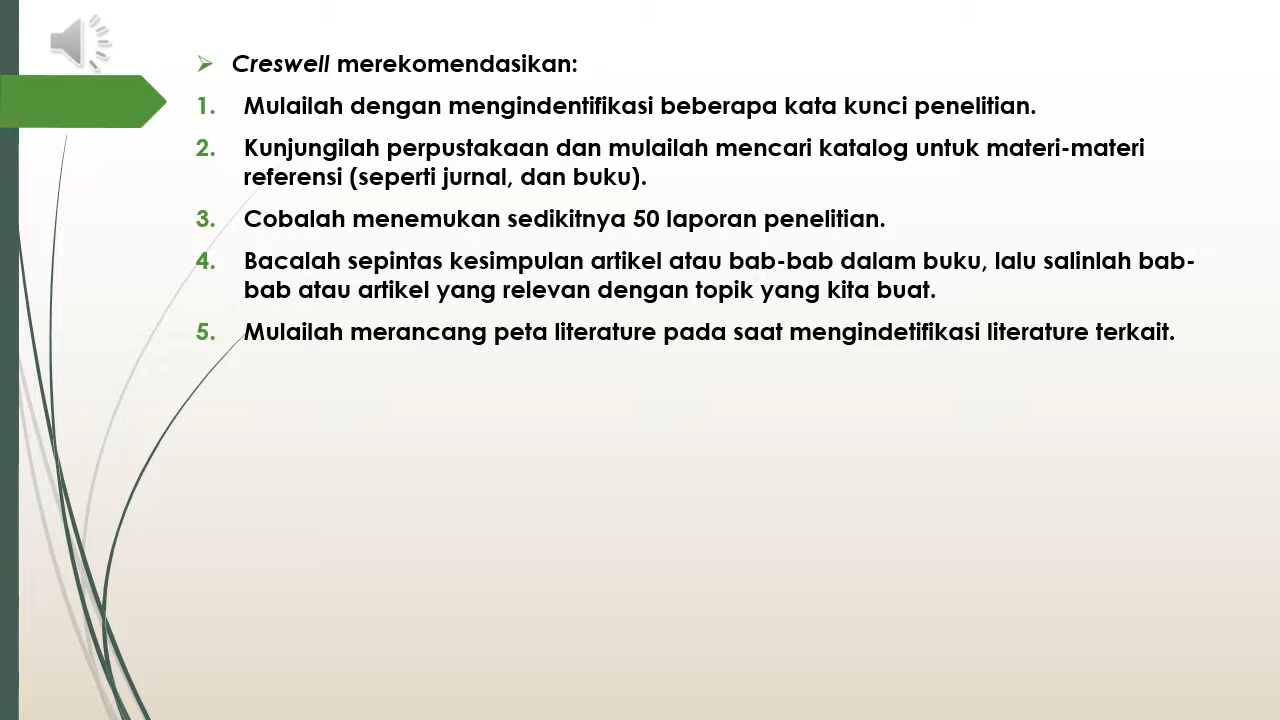 Creswell merekomendasikan:
1. Mulailah dengan mengindentifikasi beberapa kata kunci penelitian.
2. Kunjungilah perpustakaan dan mulailah mencari katalog untuk materi-materi
referensi (seperti jurnal, dan buku).
3. Cobalah menemukan sedikitnya 50 laporan penelitian.
4. Bacalah sepintas kesimpulan artikel atau bab-bab dalam buku, lalu salinlah bab-
bab atau artikel yang relevan dengan topik yang kita buat.
5. Mulailah merancang peta literature pada saat mengindetifikasi literature terkait.